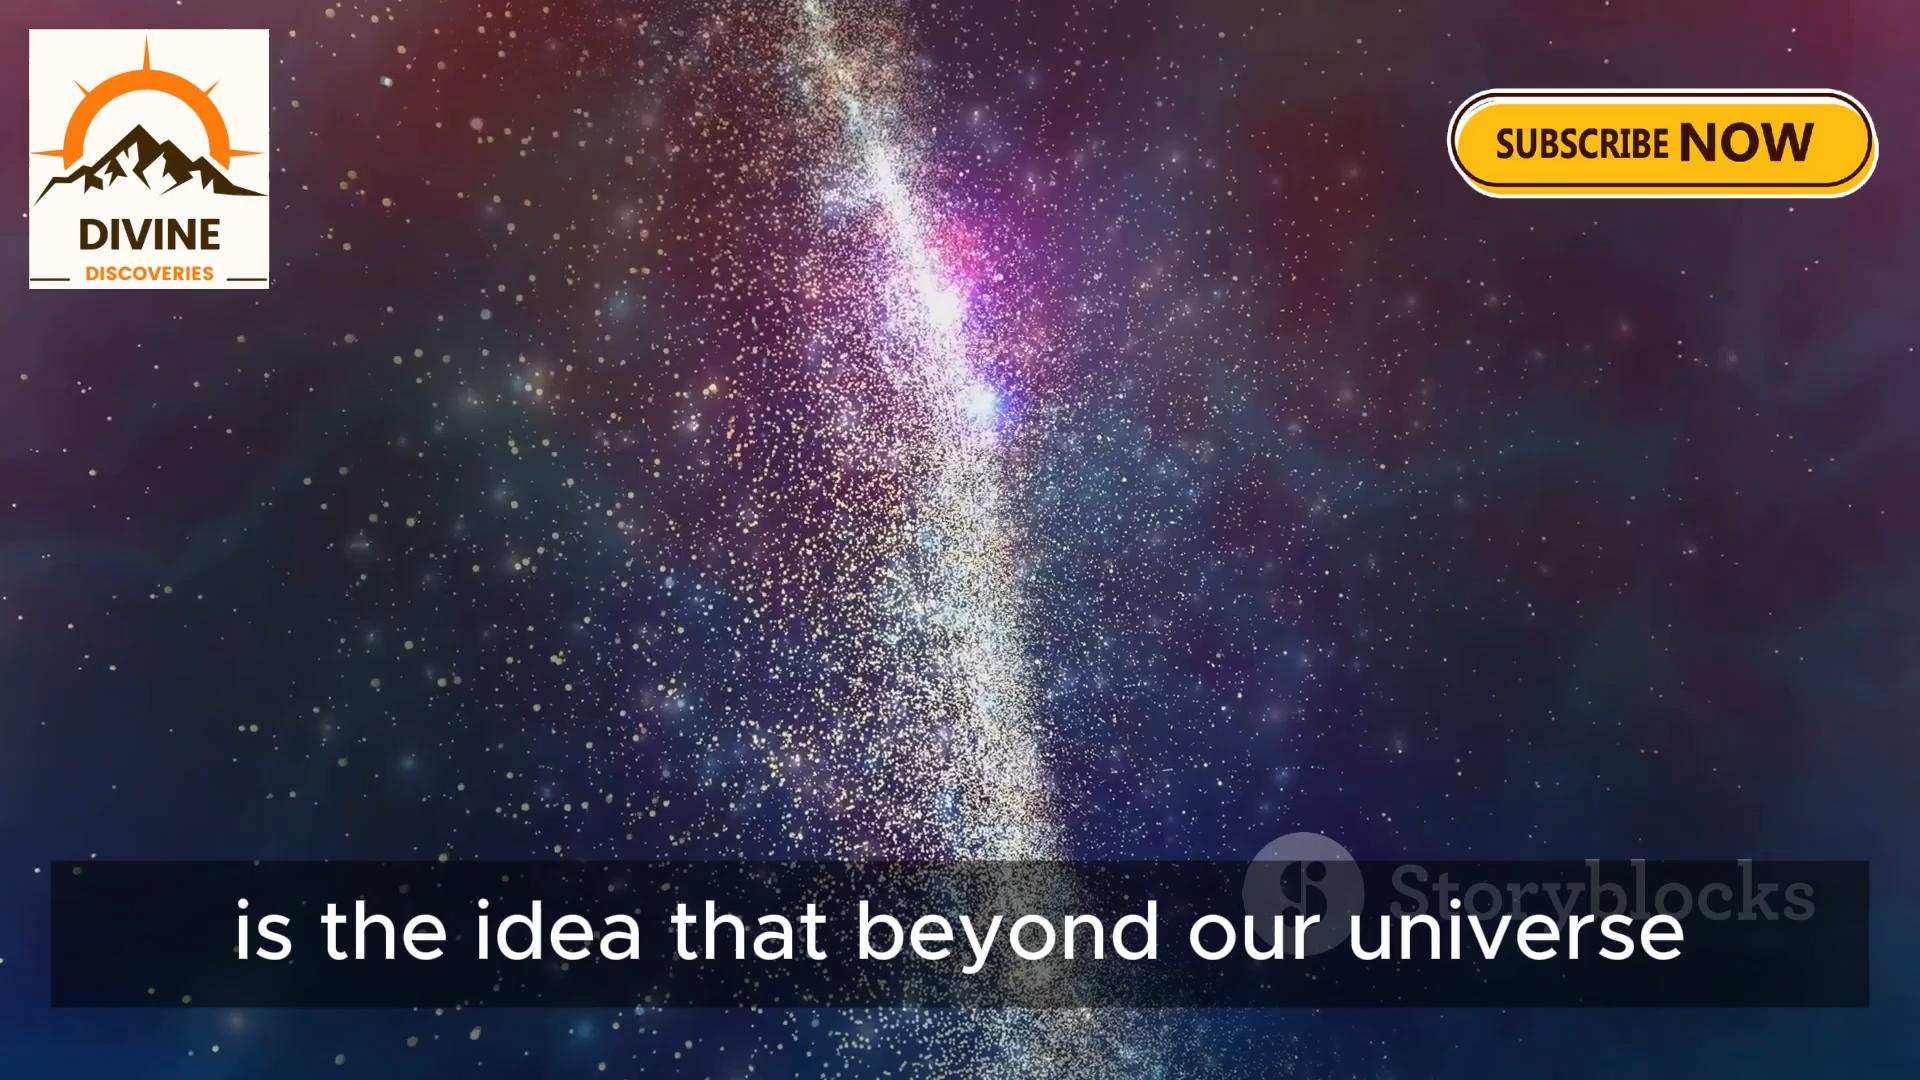 DIVINE
DISCOVERIES
SUBSCRIBE NOW
Storyblocks
is the idea that beyond our universe